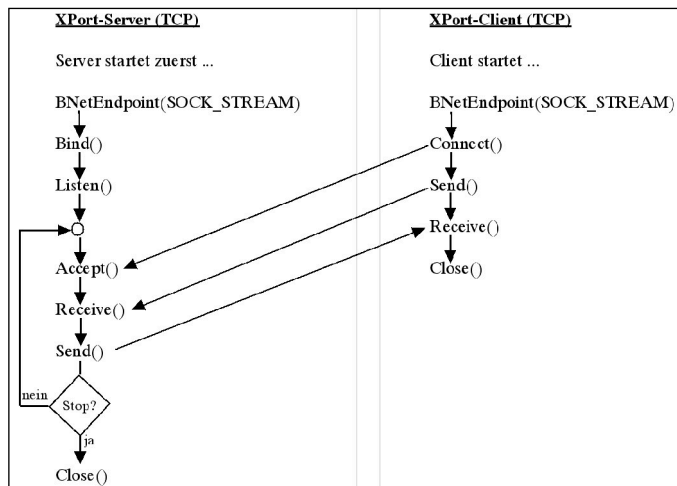 XPort-Server (TCP)
Server startet zuerst ...
BNetEndpoint(SOCK_STREAM)
Bind()
Listen()
Accept()
Receive()
Send()
nein
Stop?
ja
Close()
XPort-Client (TCP)
Client startet ...
BNetEndpoint(SOCK_STREAM)
Connect()
Send()
Receive()
Close()